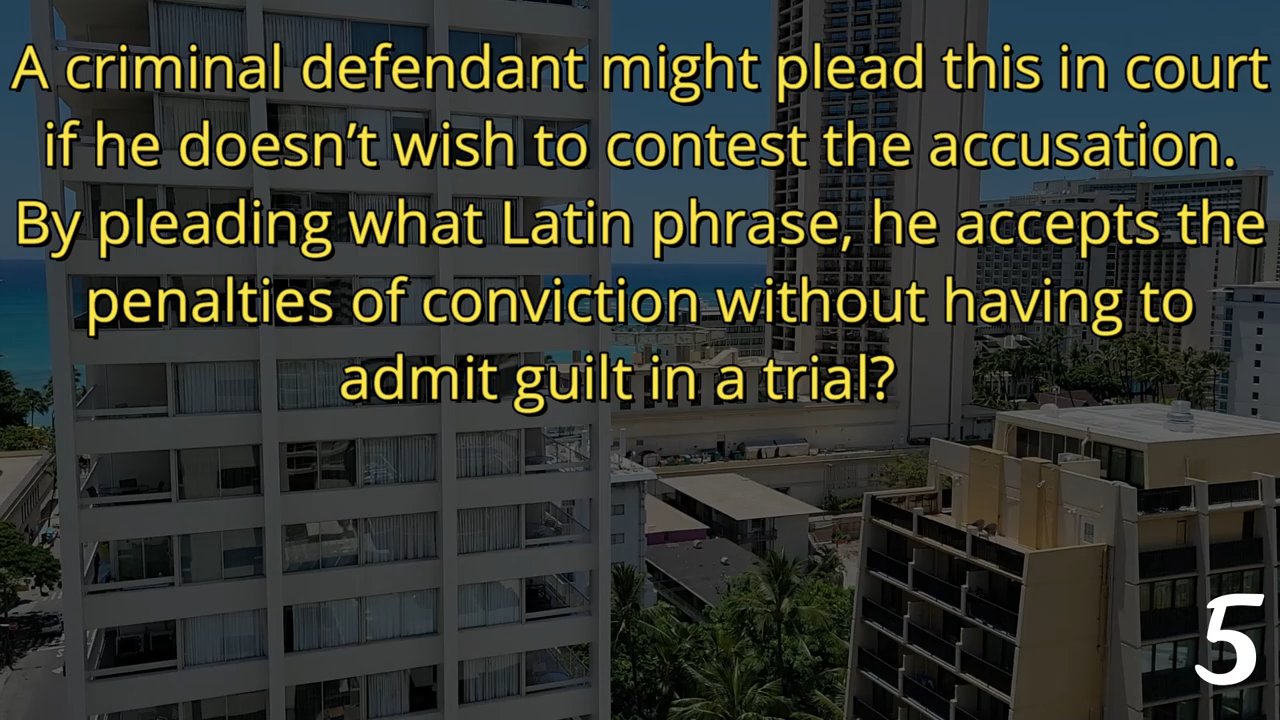 A criminal defendant might plead this in court
if he doesn’t wish to contest the accusation.
By pleading what Latin phrase, he accepts the
penalties of conviction without having to
admit guilt in a trial?
5